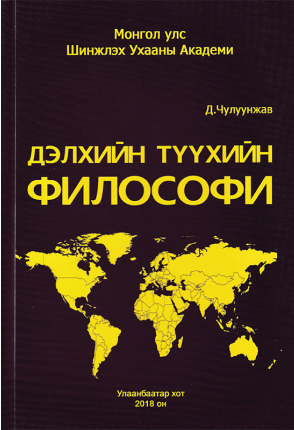 Монгол улс
Шинжлэх Ухааны Академи
Д.Чулуунжав
ДЭЛХИЙН ТҮҮХИЙН
ФИЛОСОФИ
Улаанбаатар хот
2018 он